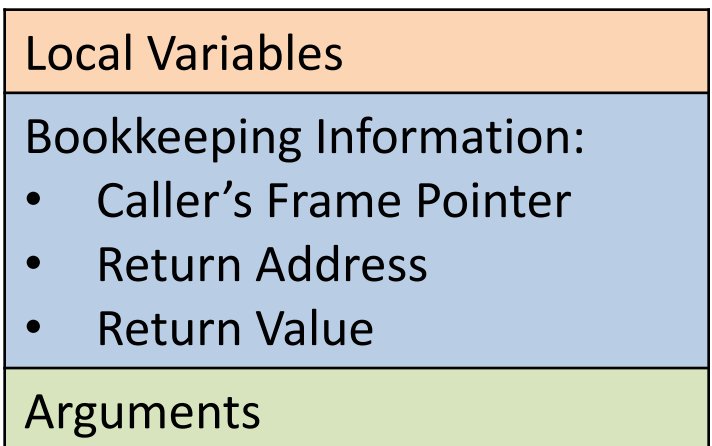 Local Variables
Bookkeeping Information:
• Caller’s Frame Pointer
• Return Address
• Return Value
Arguments